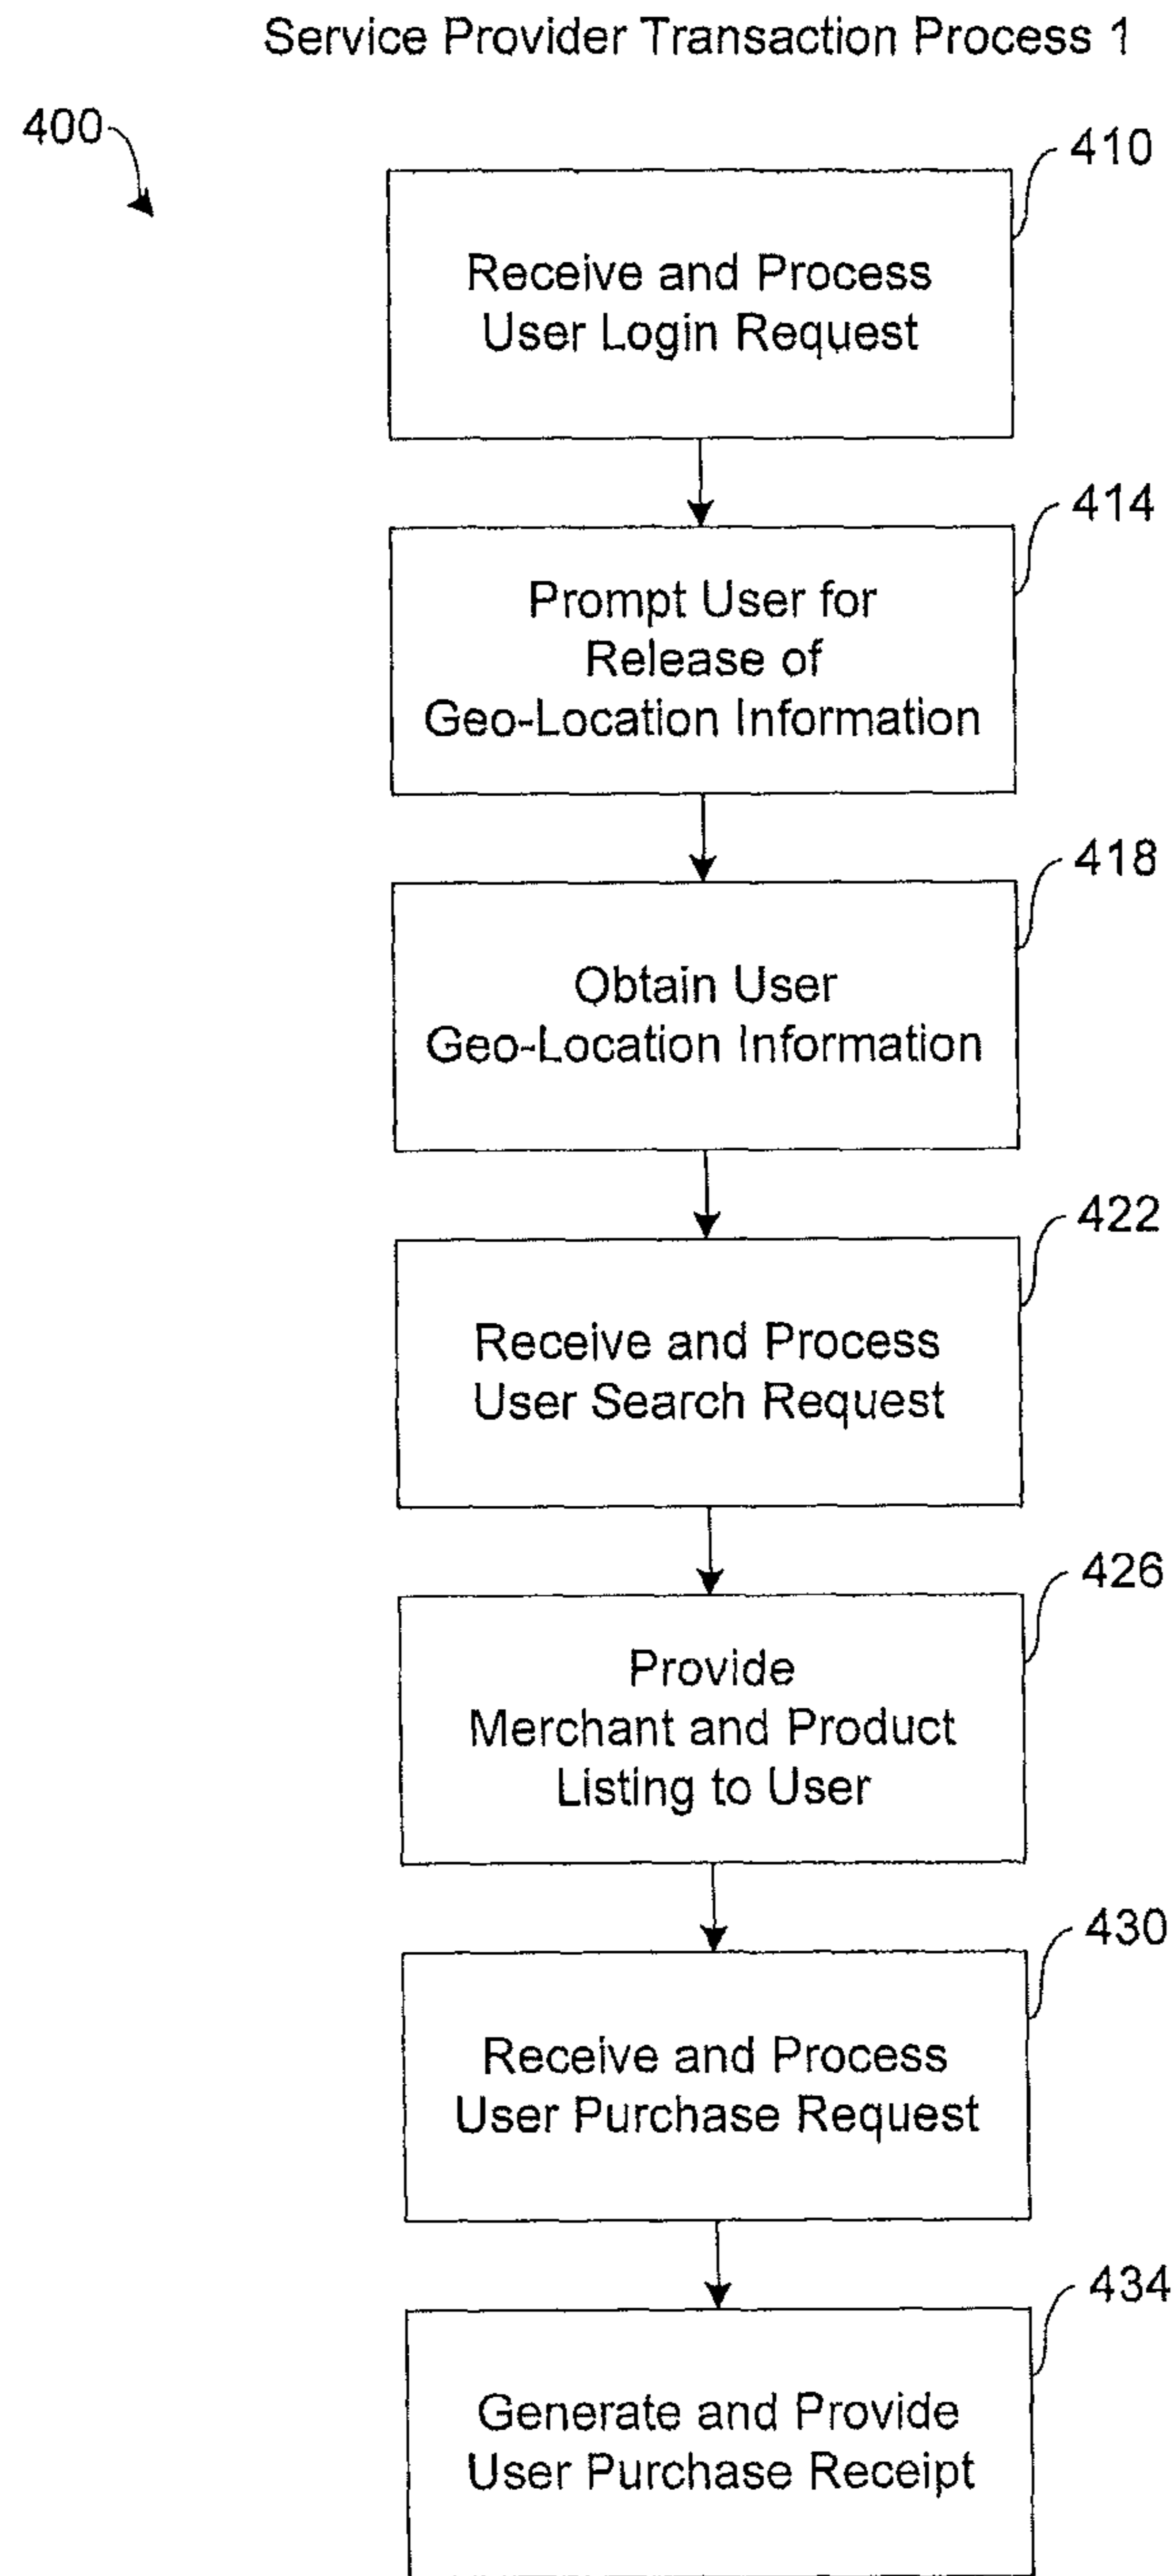 Service Provider Transaction Process 1
400
410
Receive and Process
User Login Request
414
Prompt User for
Release of
Geo-Location Information
418
Obtain User
Geo-Location Information
422
Receive and Process
User Search Request
426
Provide
Merchant and Product
Listing to User
430
Receive and Process
User Purchase Request
434
Generate and Provide
User Purchase Receipt